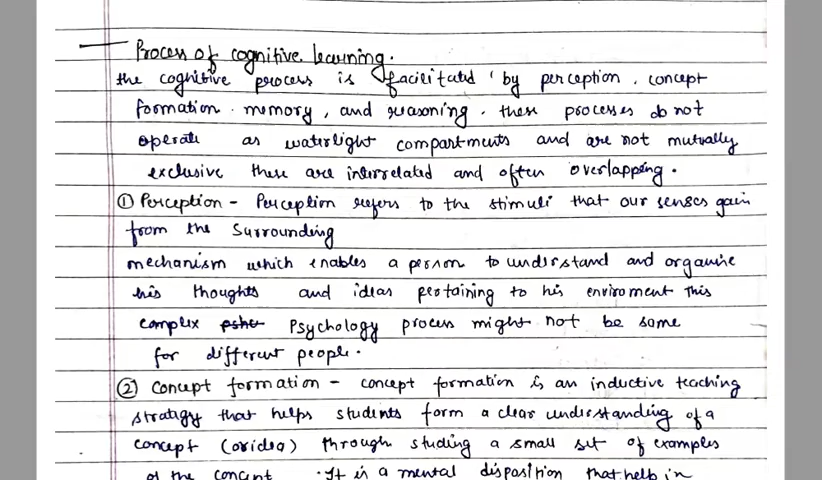 Process of cognitive learning.
the cognitive process is facilitated by perception, concept
formation. memory, and reasoning. these processes do not
operate as watertight compartments and are not mutually
exclusive these are interrelated and often overlapping.
① Perception - Perception refers to the stimuli that our senses gain
from the Surrounding
mechanism which enables a person to understand and organise
his thoughts and ideas pertaining to his enviroment This
complex Psychology process might not be same
for different people.
② Concept formation - concept formation is an inductive teaching
strategy that helps students form a clear understanding of a
concept (or idea) through studing a small set of examples
of the concept. It is a mental disposition that help in